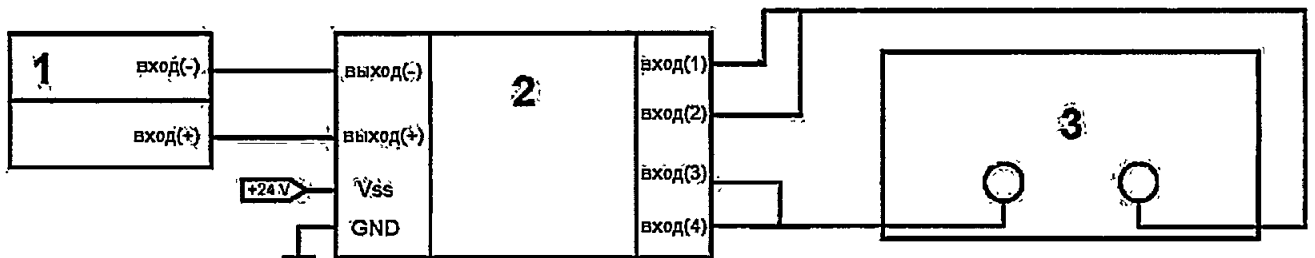 1
вход(-)
вход(+)
выход(-)
выход(+)
+24 V
Vss
GND
2
вход(1)
вход(2)
вход(3)
вход(4)
3